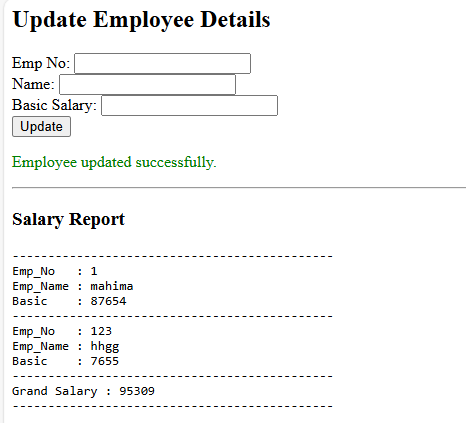 Update Employee Details
Emp No:
Name:
Basic Salary:
Update
Employee updated successfully.
Salary Report
---------------------------------------------
Emp_No   : 1
Emp_Name : mahima
Basic    : 87654
---------------------------------------------
Emp_No   : 123
Emp_Name : hhgg
Basic    : 7655
---------------------------------------------
Grand Salary : 95309
---------------------------------------------